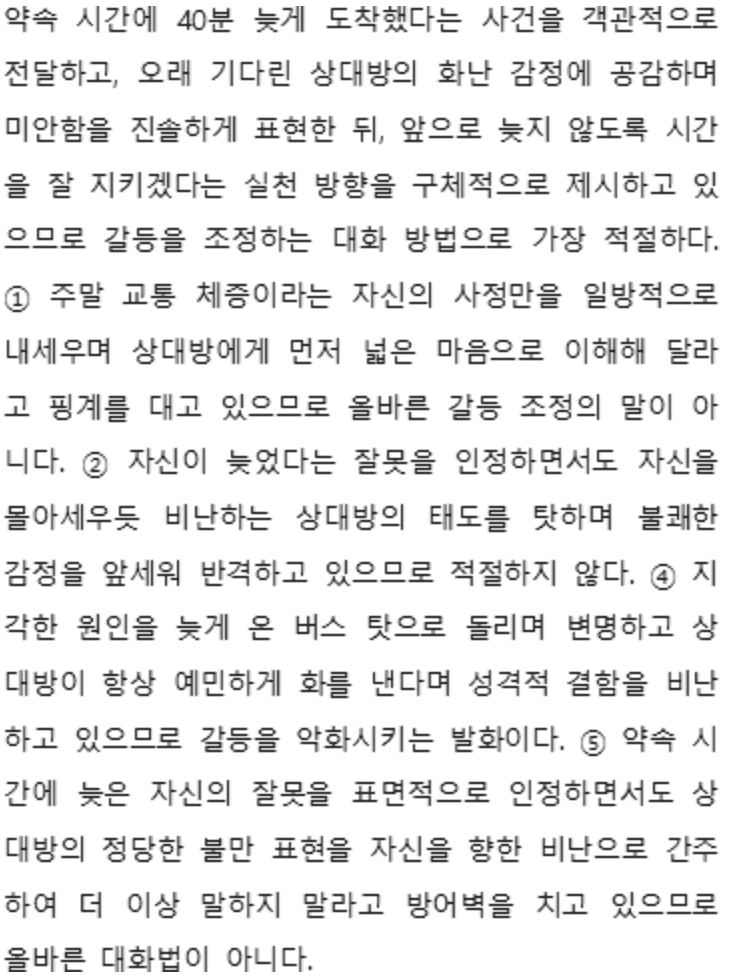 약속 시간에 40분 늦게 도착했다는 사건을 객관적으로
전달하고, 오래 기다린 상대방의 화난 감정에 공감하며
미안함을 진솔하게 표현한 뒤, 앞으로 늦지 않도록 시간
을 잘 지키겠다는 실천 방향을 구체적으로 제시하고 있
으므로 갈등을 조정하는 대화 방법으로 가장 적절하다.
① 주말 교통 체증이라는 자신의 사정만을 일방적으로
내세우며 상대방에게 먼저 넓은 마음으로 이해해 달라
고 핑계를 대고 있으므로 올바른 갈등 조정의 말이 아
니다. ② 자신이 늦었다는 잘못을 인정하면서도 자신을
몰아세우듯 비난하는 상대방의 태도를 탓하며 불쾌한
감정을 앞세워 반격하고 있으므로 적절하지 않다. ④ 지
각한 원인을 늦게 온 버스 탓으로 돌리며 변명하고 상
대방이 항상 예민하게 화를 낸다며 성격적 결함을 비난
하고 있으므로 갈등을 악화시키는 발화이다. ⑤ 약속 시
간에 늦은 자신의 잘못을 표면적으로 인정하면서도 상
대방의 정당한 불만 표현을 자신을 향한 비난으로 간주
하여 더 이상 말하지 말라고 방어벽을 치고 있으므로
올바른 대화법이 아니다.